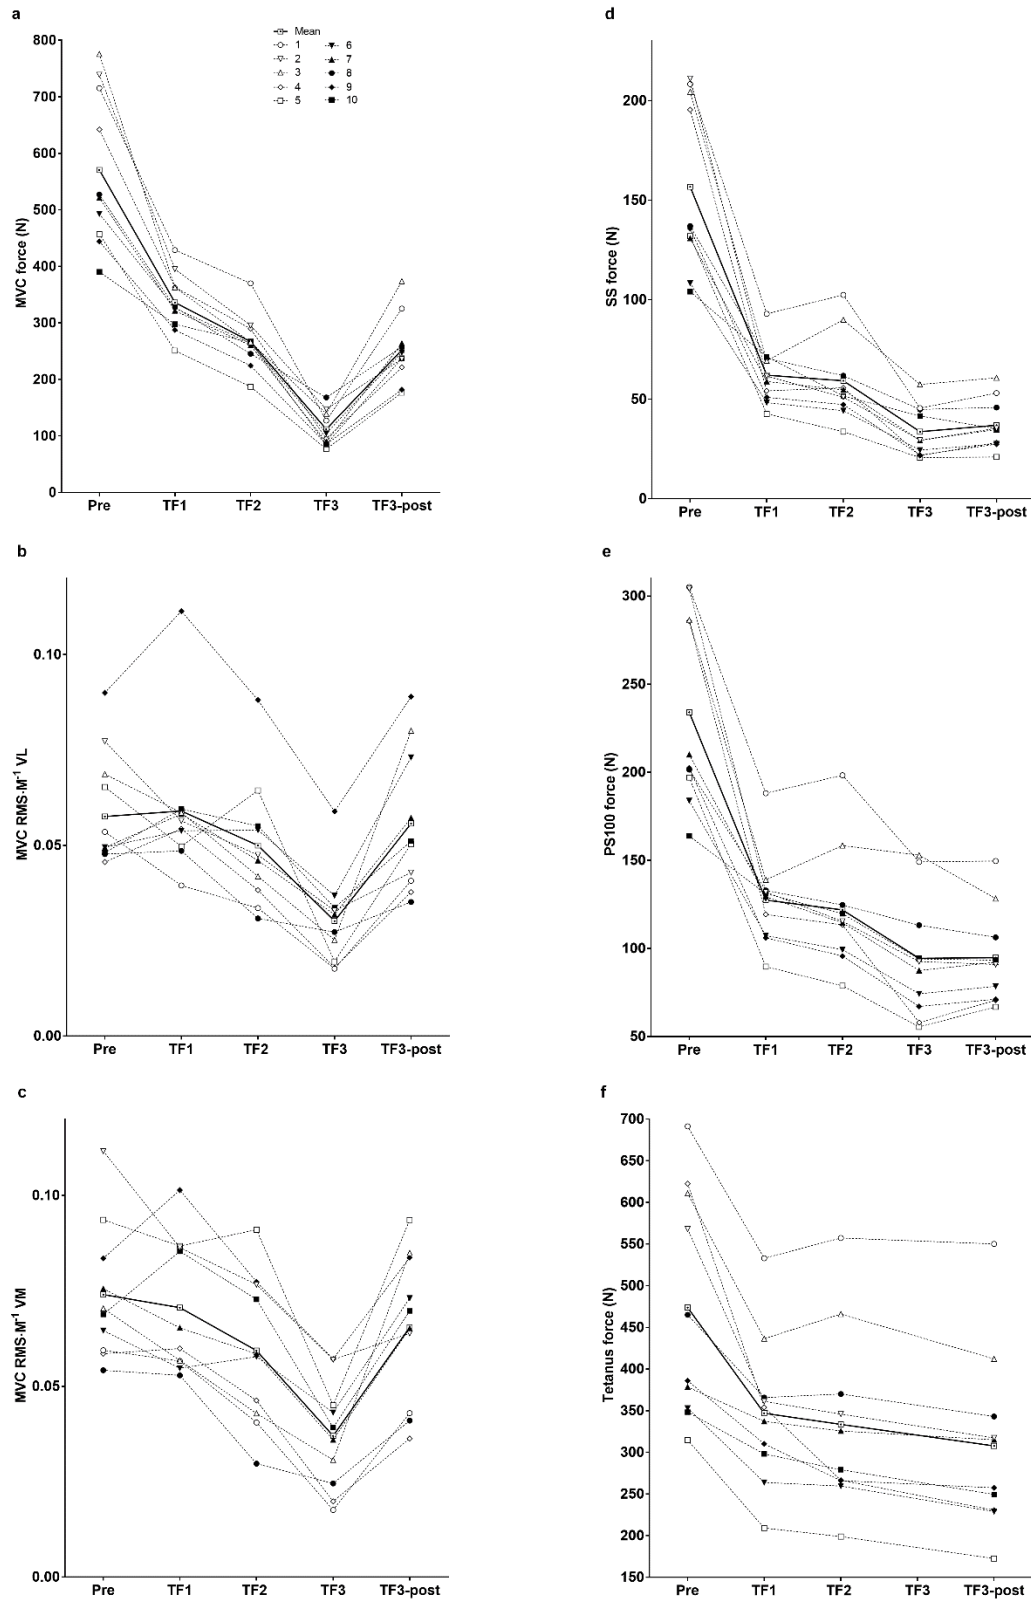 a
800
700
600
500
400
300
200
100
0
MVC force (N)
Pre TF1 TF2 TF3 TF3-post
Mean
1 6
2 7
3 8
4 9
5 10
d
200
150
100
50
0
SS force (N)
Pre TF1 TF2 TF3 TF3-post
b
0.10
0.05
0.00
MVC RMS·M⁻¹ VL
Pre TF1 TF2 TF3 TF3-post
e
300
250
200
150
100
50
PS100 force (N)
Pre TF1 TF2 TF3 TF3-post
c
0.10
0.05
0.00
MVC RMS·M⁻¹ VM
Pre TF1 TF2 TF3 TF3-post
f
700
650
600
550
500
450
400
350
300
250
200
150
Tetanus force (N)
Pre TF1 TF2 TF3 TF3-post